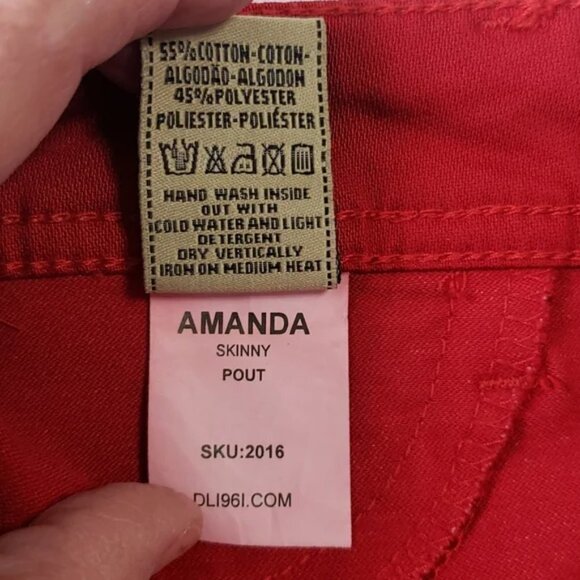 55%COTTON-COTON-
ALGODÃO-ALGODON
45%POLYESTER
POLIESTER-POLIÉSTER
HAND WASH INSIDE
OUT WITH
COLD WATER AND LIGHT
DETERGENT
DRY VERTICALLY
IRON ON MEDIUM HEAT
AMANDA
SKINNY
POUT
SKU:2016
DLI96I.COM